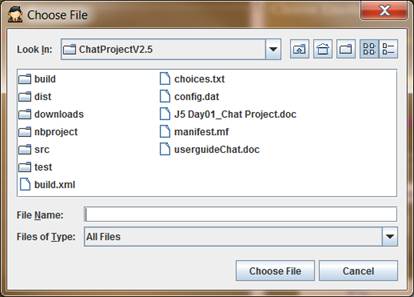 Choose File
Look In: ChatProjectV2.5
build
dist
downloads
nbproject
src
test
build.xml
choices.txt
config.dat
J5 Day01_Chat Project.doc
manifest.mf
userguideChat.doc
File Name:
Files of Type: All Files
Choose File Cancel